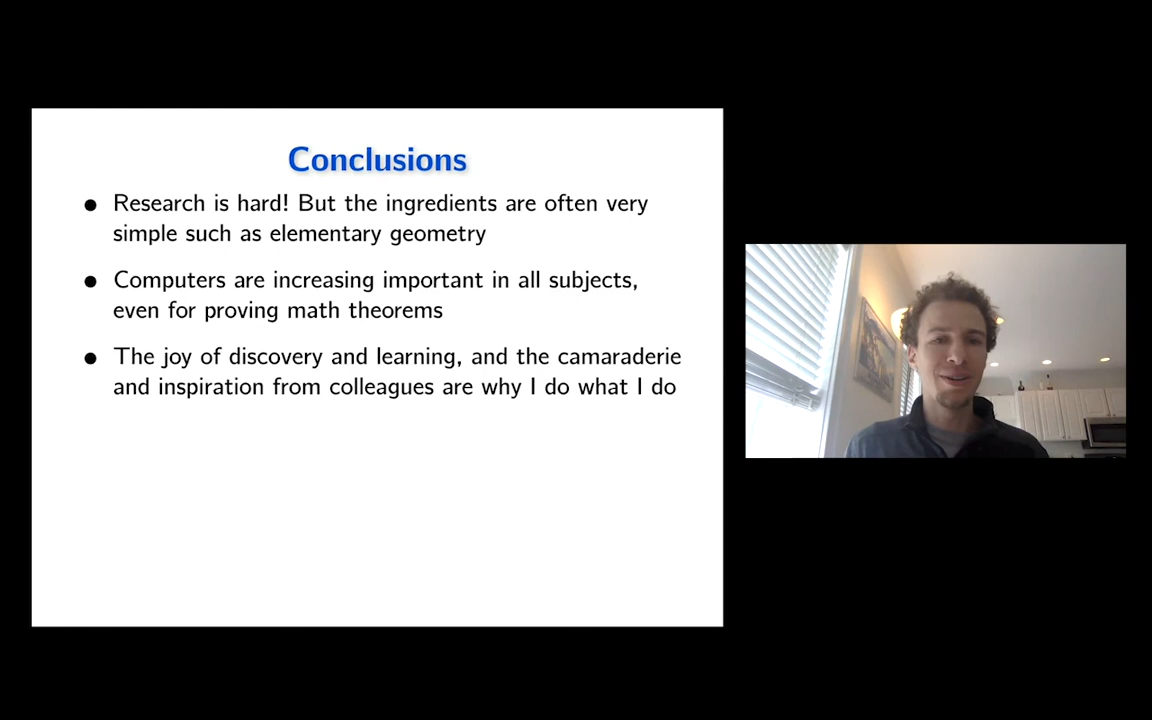 Conclusions
● Research is hard! But the ingredients are often very
simple such as elementary geometry
● Computers are increasing important in all subjects,
even for proving math theorems
● The joy of discovery and learning, and the camaraderie
and inspiration from colleagues are why I do what I do